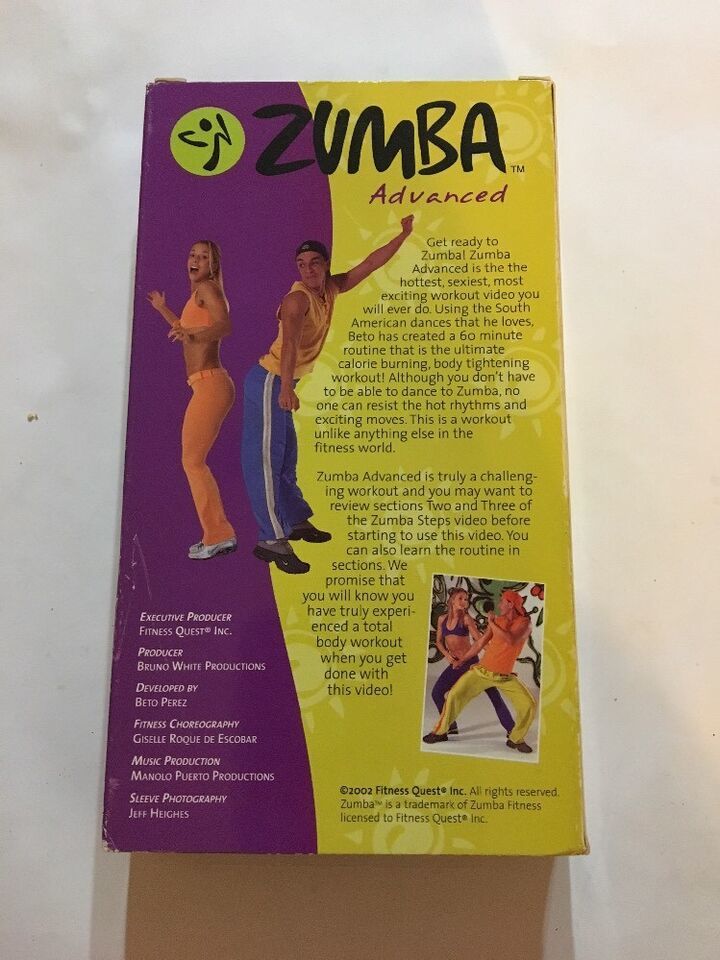 ZUMBA™
Advanced
Get ready to
Zumba! Zumba
Advanced is the the
hottest, sexiest, most
exciting workout video you
will ever do. Using the South
American dances that he loves,
Beto has created a 60 minute
routine that is the ultimate
calorie burning, body tightening
workout! Although you don't have
to be able to dance to Zumba, no
one can resist the hot rhythms and
exciting moves. This is a workout
unlike anything else in the
fitness world.
Zumba Advanced is truly a challeng-
ing workout and you may want to
review sections Two and Three of
the Zumba Steps video before
starting to use this video. You
can also learn the routine in
sections. We
promise that
you will know you
have truly experi-
enced a total
body workout
when you get
done with
this video!
EXECUTIVE PRODUCER
FITNESS QUEST® INC.
PRODUCER
BRUNO WHITE PRODUCTIONS
DEVELOPED BY
BETO PEREZ
FITNESS CHOREOGRAPHY
GISELLE ROQUE DE ESCOBAR
MUSIC PRODUCTION
MANOLO PUERTO PRODUCTIONS
SLEEVE PHOTOGRAPHY
JEFF HEIGHES
©2002 Fitness Quest® Inc. All rights reserved.
Zumba™ is a trademark of Zumba Fitness
licensed to Fitness Quest® Inc.